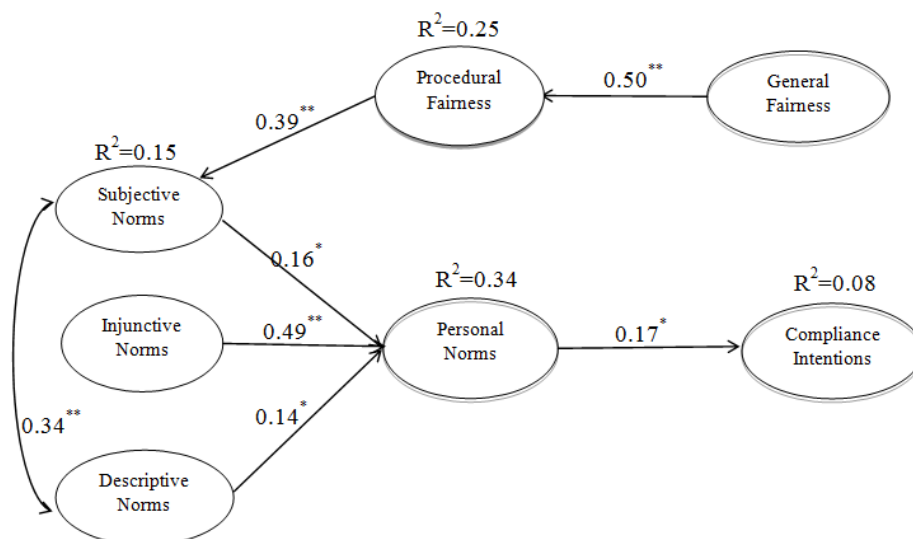 R²=0.25
Procedural
Fairness
0.50**
General
Fairness
0.39**
R²=0.15
Subjective
Norms
0.16*
R²=0.34
R²=0.08
Injunctive
Norms
0.49**
Personal
Norms
0.17*
Compliance
Intentions
0.14*
0.34**
Descriptive
Norms